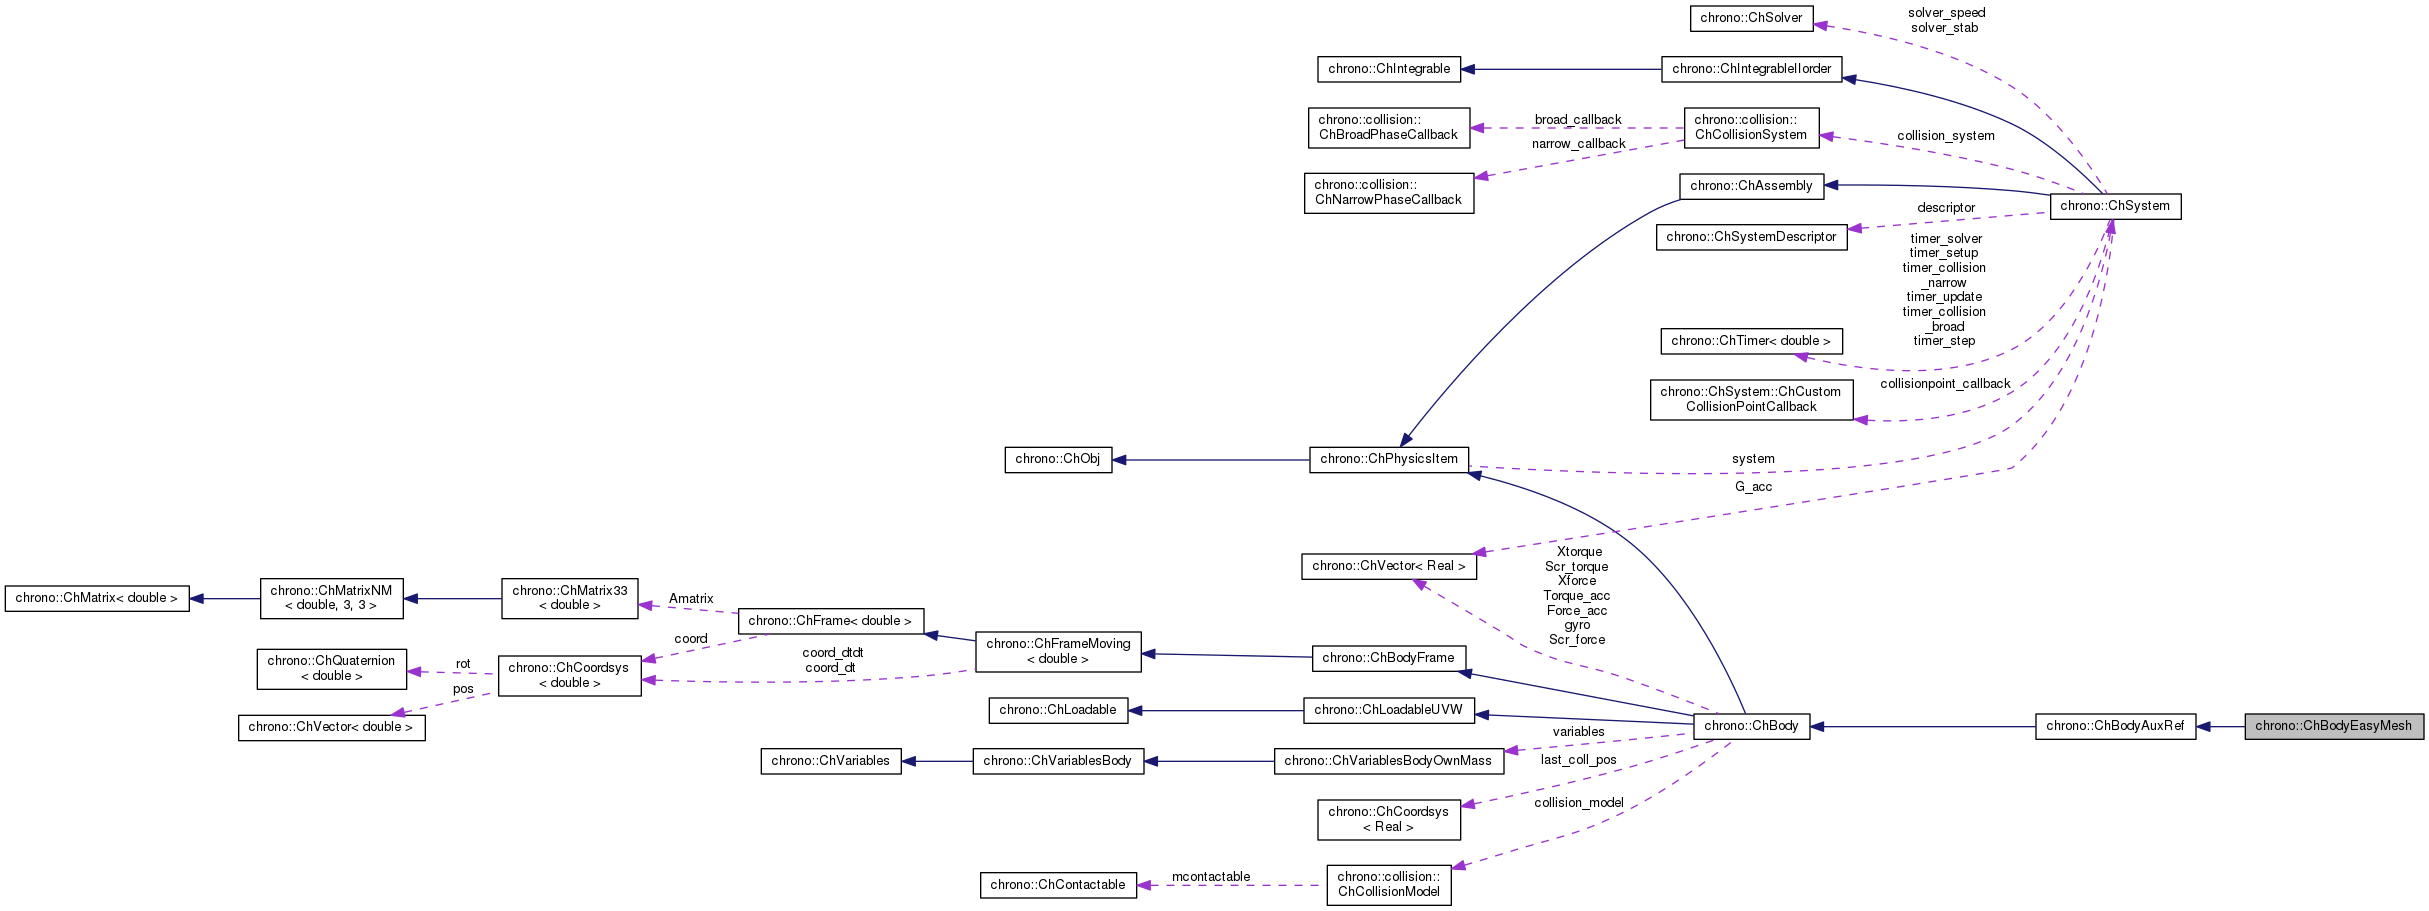 chrono::ChSolver
solver_speed
solver_stab
chrono::ChIntegrable
chrono::ChIntegrableIIorder
chrono::collision::
ChBroadPhaseCallback
broad_callback
chrono::collision::
ChCollisionSystem
collision_system
narrow_callback
chrono::collision::
ChNarrowPhaseCallback
chrono::ChAssembly
chrono::ChSystem
descriptor
chrono::ChSystemDescriptor
timer_solver
timer_setup
timer_collision
_narrow
timer_update
timer_collision
_broad
timer_step
chrono::ChTimer< double >
chrono::ChSystem::ChCustom
CollisionPointCallback
collisionpoint_callback
chrono::ChObj
chrono::ChPhysicsItem
system
G_acc
chrono::ChVector< Real >
Xtorque
Scr_torque
Xforce
Torque_acc
Force_acc
gyro
Scr_force
chrono::ChMatrix< double >
chrono::ChMatrixNM
< double, 3, 3 >
chrono::ChMatrix33
< double >
Amatrix
chrono::ChFrame< double >
coord
chrono::ChFrameMoving
< double >
coord_dtdt
coord_dt
chrono::ChBodyFrame
chrono::ChQuaternion
< double >
rot
chrono::ChCoordsys
< double >
pos
chrono::ChVector< double >
chrono::ChLoadable
chrono::ChLoadableUVW
chrono::ChBody
chrono::ChBodyAuxRef
chrono::ChBodyEasyMesh
variables
chrono::ChVariables
chrono::ChVariablesBody
chrono::ChVariablesBodyOwnMass
last_coll_pos
chrono::ChCoordsys
< Real >
collision_model
chrono::ChContactable
mcontactable
chrono::collision::
ChCollisionModel